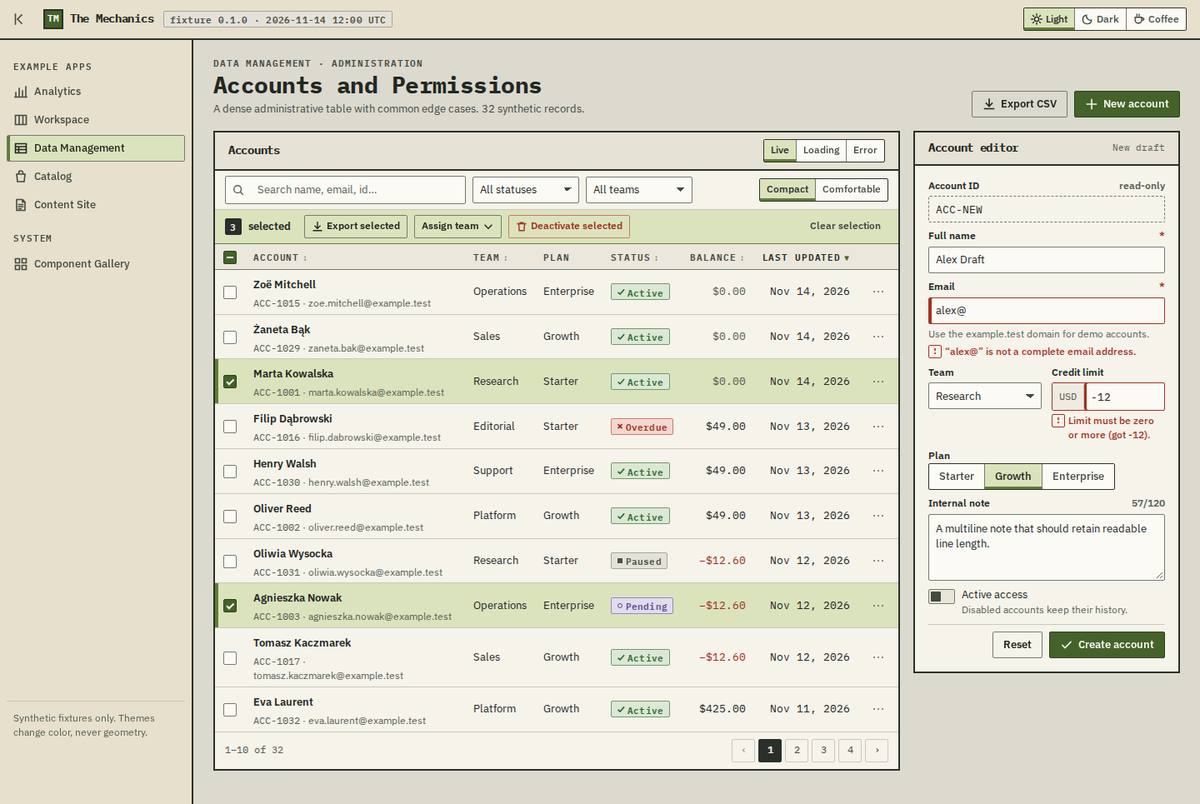 TM The Mechanics fixture 0.1.0 · 2026-11-14 12:00 UTC
Light Dark Coffee
EXAMPLE APPS
Analytics
Workspace
Data Management
Catalog
Content Site
SYSTEM
Component Gallery
Synthetic fixtures only. Themes
change color, never geometry.
DATA MANAGEMENT · ADMINISTRATION
Accounts and Permissions
A dense administrative table with common edge cases. 32 synthetic records.
Export CSV New account
Accounts Live Loading Error
Search name, email, id… All statuses All teams Compact Comfortable
3 selected Export selected Assign team Deactivate selected Clear selection
ACCOUNT TEAM PLAN STATUS BALANCE LAST UPDATED
Zoë Mitchell
ACC-1015 · zoe.mitchell@example.test
Operations Enterprise Active $0.00 Nov 14, 2026 ···
Żaneta Bąk
ACC-1029 · zaneta.bak@example.test
Sales Growth Active $0.00 Nov 14, 2026 ···
Marta Kowalska
ACC-1001 · marta.kowalska@example.test
Research Starter Active $0.00 Nov 14, 2026 ···
Filip Dąbrowski
ACC-1016 · filip.dabrowski@example.test
Editorial Starter Overdue $49.00 Nov 13, 2026 ···
Henry Walsh
ACC-1030 · henry.walsh@example.test
Support Enterprise Active $49.00 Nov 13, 2026 ···
Oliver Reed
ACC-1002 · oliver.reed@example.test
Platform Growth Active $49.00 Nov 13, 2026 ···
Oliwia Wysocka
ACC-1031 · oliwia.wysocka@example.test
Research Starter Paused −$12.60 Nov 12, 2026 ···
Agnieszka Nowak
ACC-1003 · agnieszka.nowak@example.test
Operations Enterprise Pending −$12.60 Nov 12, 2026 ···
Tomasz Kaczmarek
ACC-1017 ·
tomasz.kaczmarek@example.test
Sales Growth Active −$12.60 Nov 12, 2026 ···
Eva Laurent
ACC-1032 · eva.laurent@example.test
Platform Growth Active $425.00 Nov 11, 2026 ···
1–10 of 32 ‹ 1 2 3 4 ›
Account editor New draft
Account ID read-only
ACC-NEW
Full name *
Alex Draft
Email *
alex@
Use the example.test domain for demo accounts.
! “alex@” is not a complete email address.
Team Credit limit
Research USD -12
! Limit must be zero
or more (got -12).
Plan
Starter Growth Enterprise
Internal note 57/120
A multiline note that should retain readable
line length.
Active access
Disabled accounts keep their history.
Reset Create account